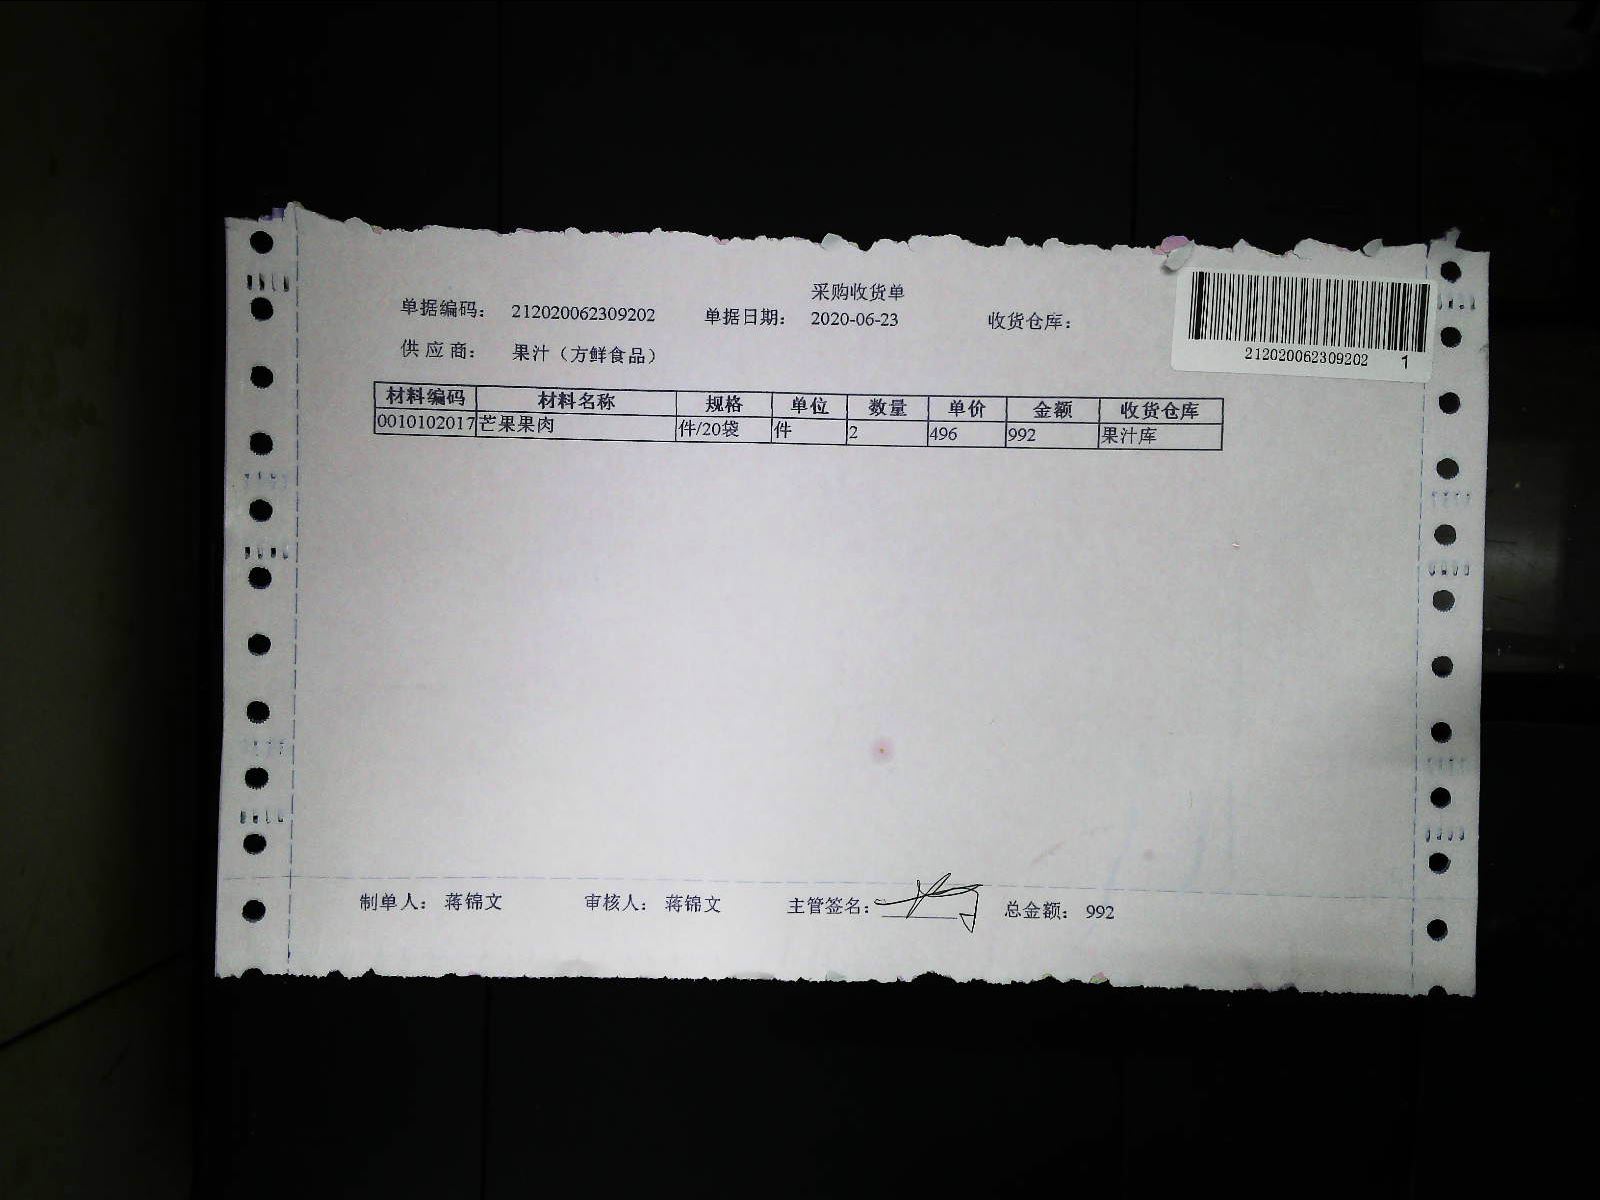 采购收货单
单据编码： 212020062309202 单据日期： 2020-06-23 收货仓库：
供 应 商： 果汁（方鲜食品）
212020062309202 1
材料编码 材料名称 规格 单位 数量 单价 金额 收货仓库
0010102017 芒果果肉 件/20袋 件 2 496 992 果汁库
制单人： 蒋锦文 审核人： 蒋锦文 主管签名： 总金额： 992